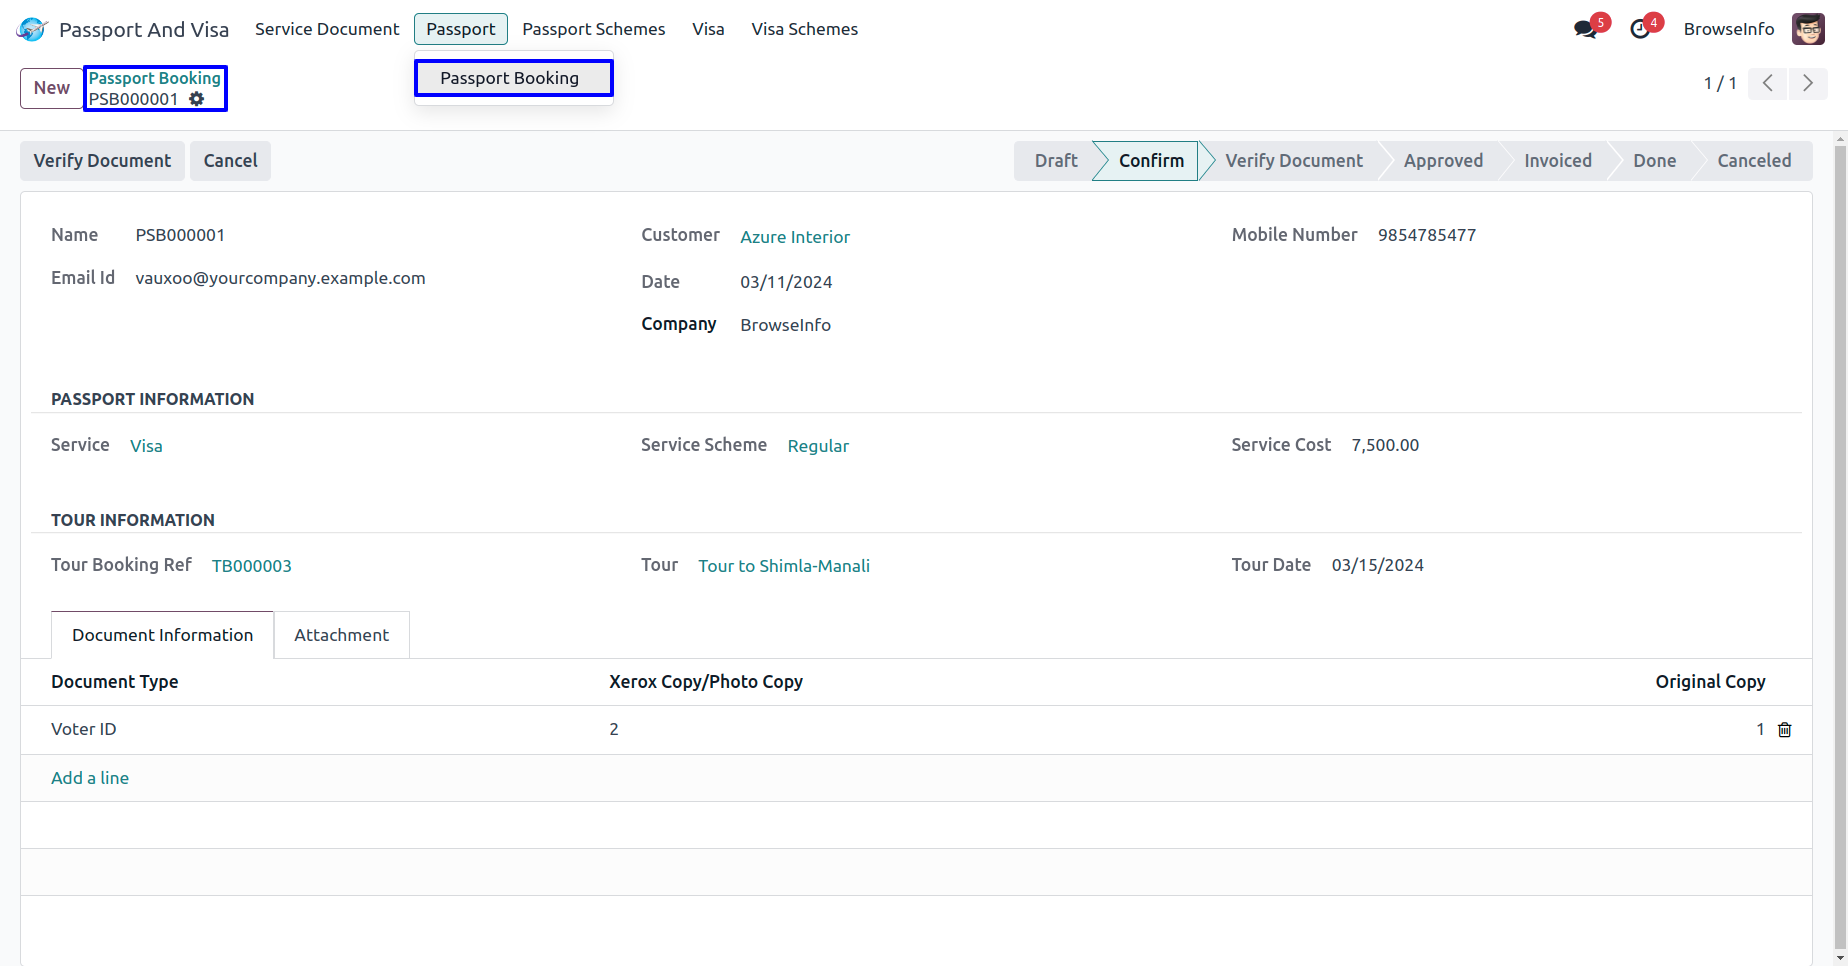 Passport And Visa Service Document Passport Passport Schemes Visa Visa Schemes 5 4 BrowseInfo
New Passport Booking Passport Booking 1 / 1
PSB000001
Verify Document Cancel Draft Confirm Verify Document Approved Invoiced Done Canceled
Name PSB000001 Customer Azure Interior Mobile Number 9854785477
Email Id vauxoo@yourcompany.example.com Date 03/11/2024
Company BrowseInfo
PASSPORT INFORMATION
Service Visa Service Scheme Regular Service Cost 7,500.00
TOUR INFORMATION
Tour Booking Ref TB000003 Tour Tour to Shimla-Manali Tour Date 03/15/2024
Document Information Attachment
Document Type Xerox Copy/Photo Copy Original Copy
Voter ID 2 1
Add a line